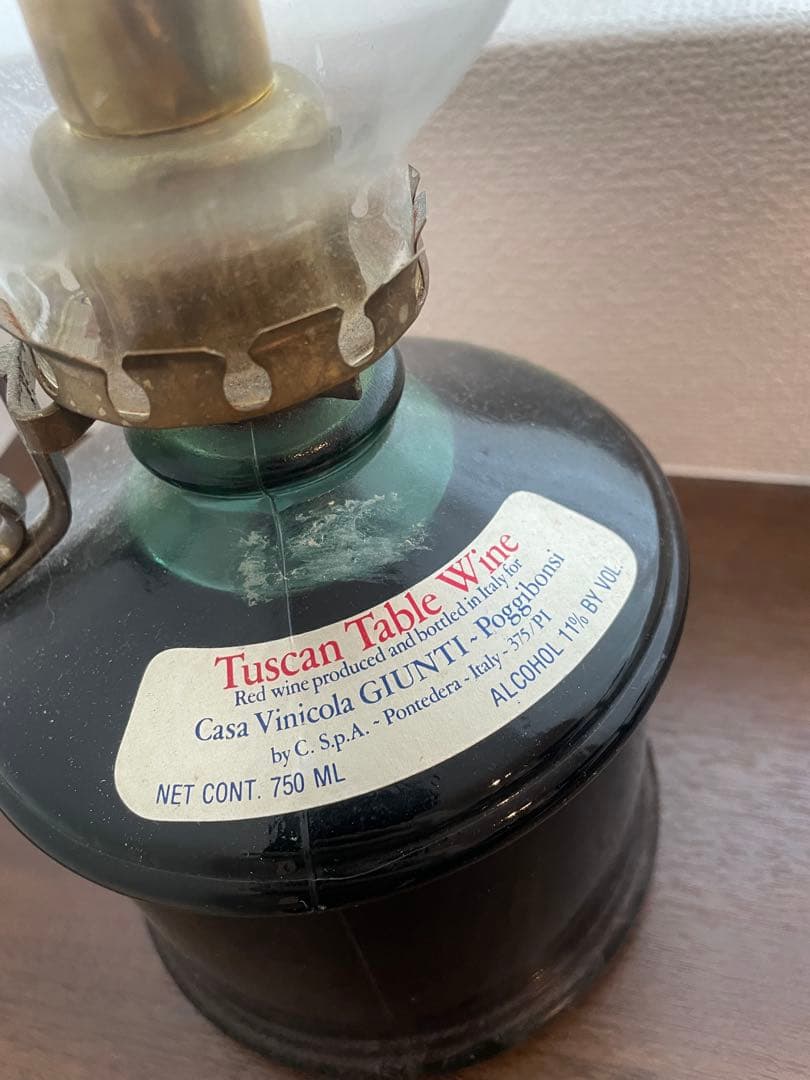 Tuscan Table Wine
Red wine produced and bottled in Italy for
Casa Vinicola GIUNTI ~ Poggibonsi
by C. S.p.A. ~ Pontedera - Italy - 375/PI
NET CONT. 750 ML
ALCOHOL 11% BY VOL.